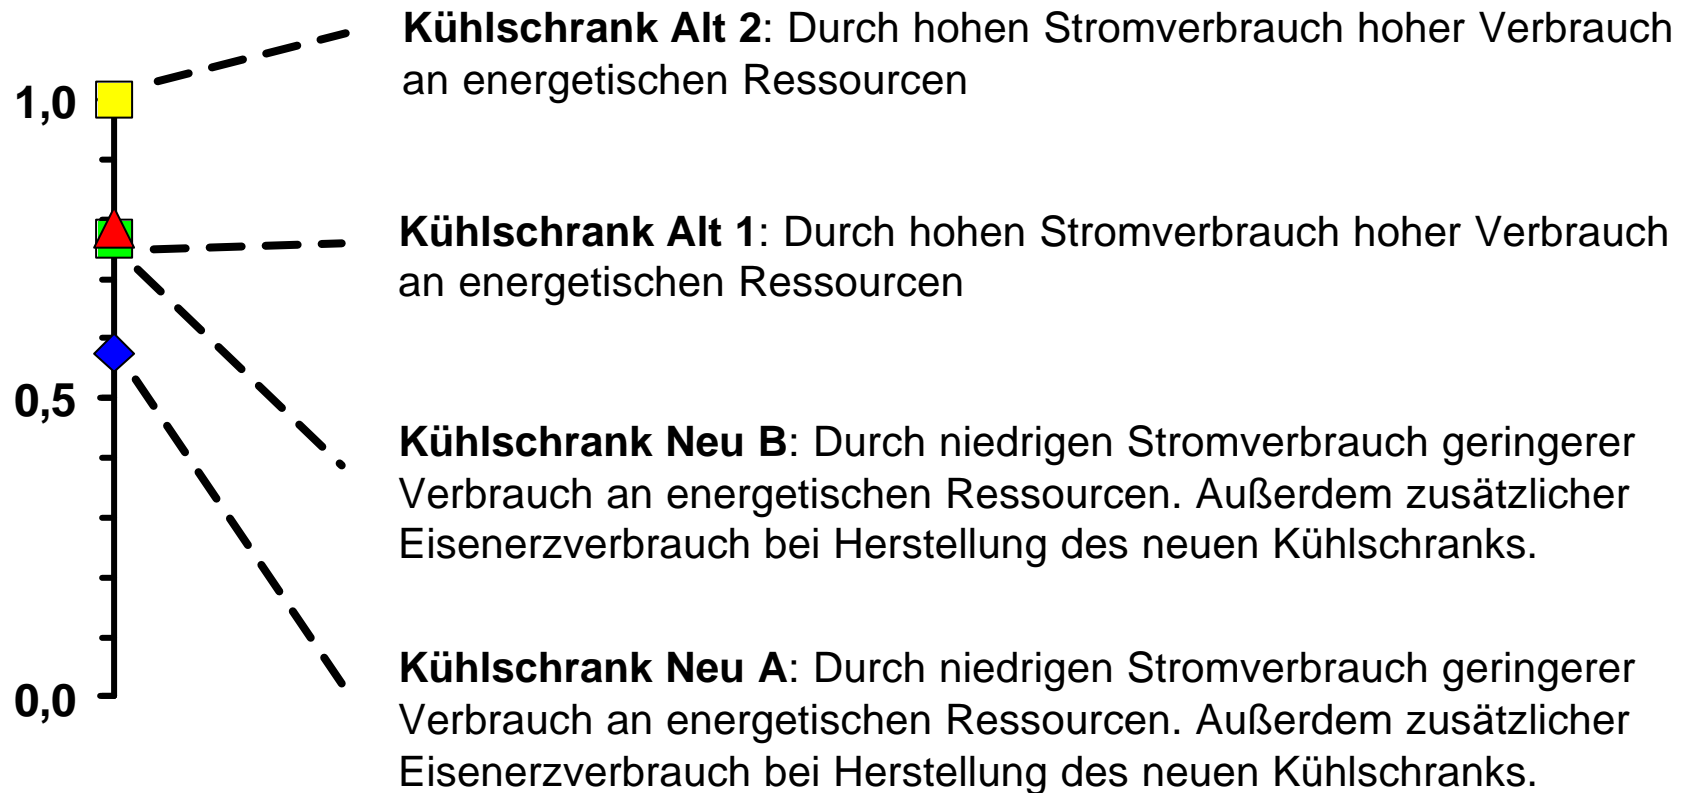 Kühlschrank Alt 2: Durch hohen Stromverbrauch hoher Verbrauch
an energetischen Ressourcen
1,0
Kühlschrank Alt 1: Durch hohen Stromverbrauch hoher Verbrauch
an energetischen Ressourcen
0,5
Kühlschrank Neu B: Durch niedrigen Stromverbrauch geringerer
Verbrauch an energetischen Ressourcen. Außerdem zusätzlicher
Eisenerzverbrauch bei Herstellung des neuen Kühlschranks.
Kühlschrank Neu A: Durch niedrigen Stromverbrauch geringerer
0,0
Verbrauch an energetischen Ressourcen. Außerdem zusätzlicher
Eisenerzverbrauch bei Herstellung des neuen Kühlschranks.